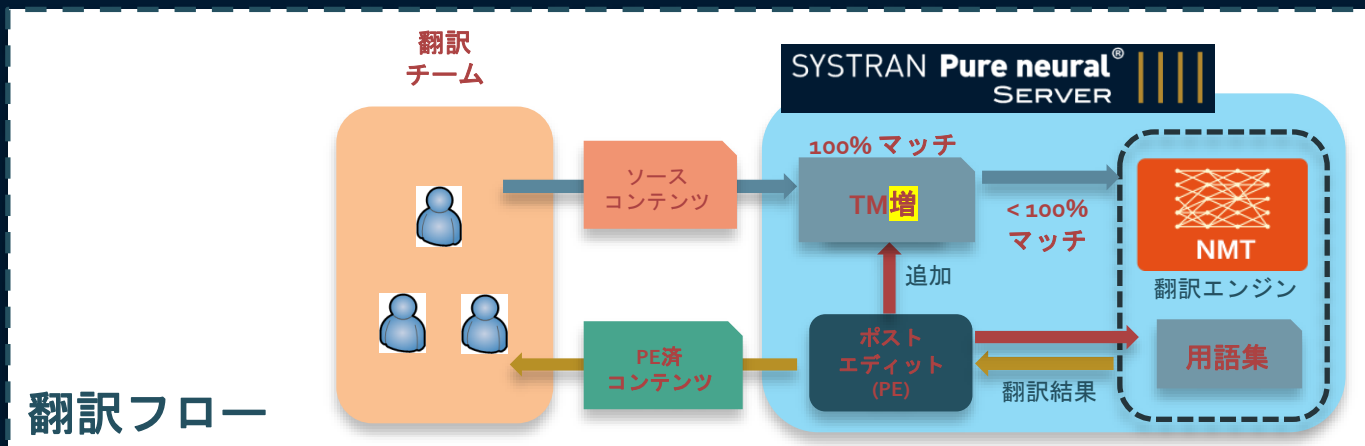 翻訳
チーム
SYSTRAN Pure neural®
SERVER
ソース
コンテンツ
100% マッチ
TM増
< 100%
マッチ
NMT
翻訳エンジン
追加
PE済
コンテンツ
ポスト
エディット
(PE)
翻訳結果
用語集
翻訳フロー